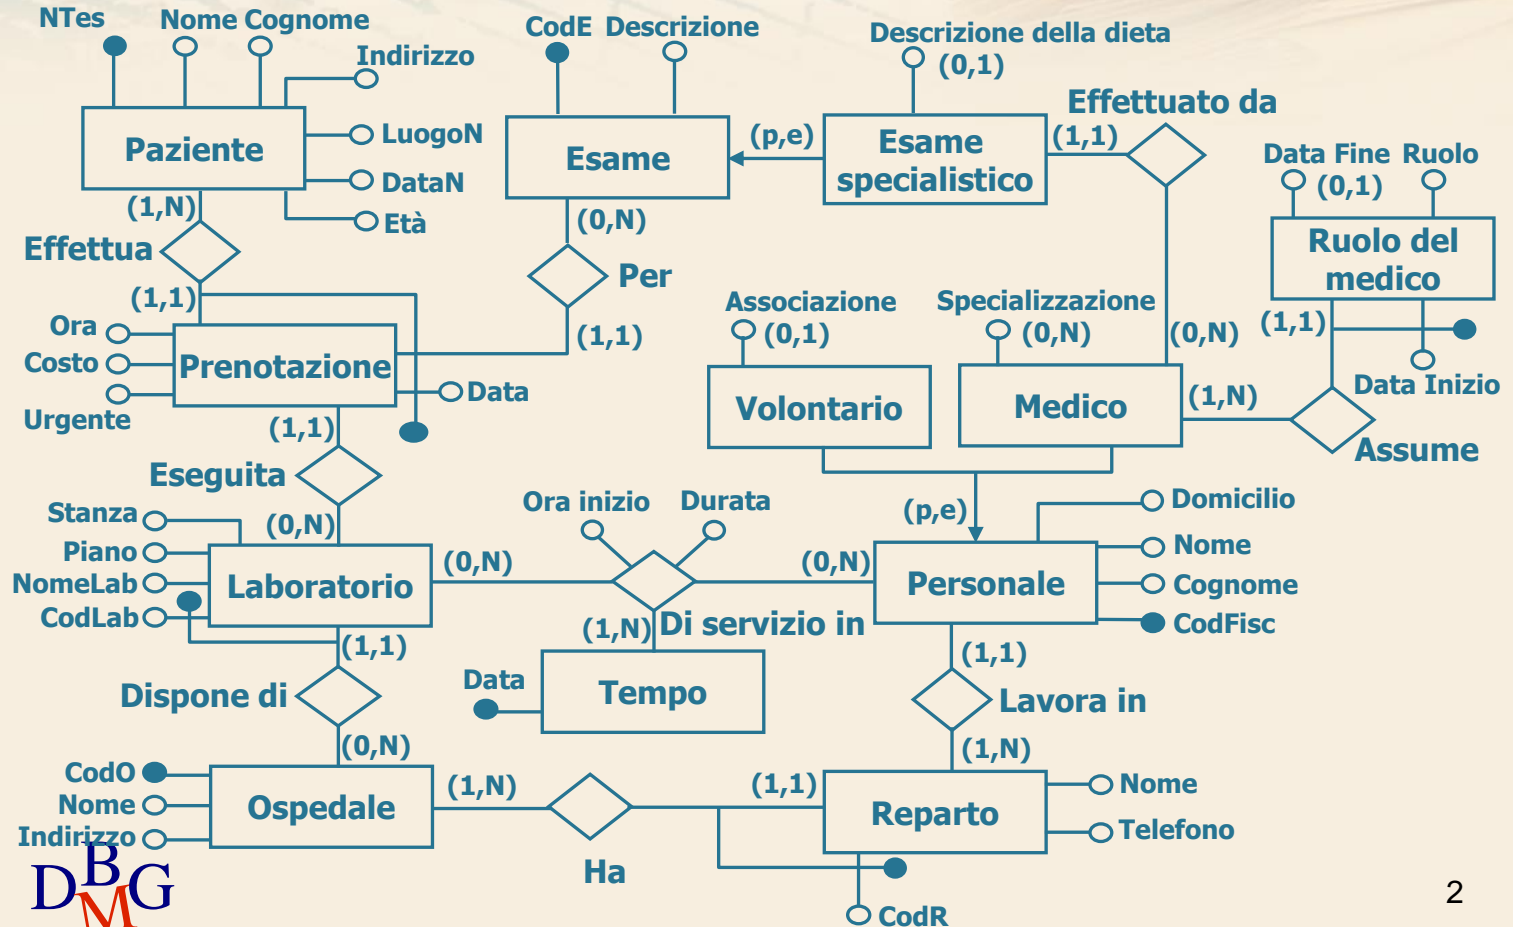 NTes
Nome Cognome
CodE Descrizione
Descrizione della dieta
(0,1)
Indirizzo
Effettuato da
Paziente
LuogoN
DataN
Età
(1,N)
Esame
(p,e)
Esame
specialistico
(1,1)
Data Fine Ruolo
(0,1)
Ruolo del
medico
(0,N)
Effettua
Per
(1,1)
Associazione
(0,1)
Specializzazione
(0,N)
(0,N)
(1,1)
Ora
Costo
Urgente
Prenotazione
(1,1)
Data
Volontario
Medico
(1,N)
Data Inizio
Assume
(1,1)
Eseguita
(0,N)
Stanza
Piano
NomeLab
CodLab
Laboratorio
(0,N)
Ora inizio
Durata
(0,N)
Di servizio in
(1,N)
(p,e)
Personale
Domicilio
Nome
Cognome
CodFisc
(1,1)
Dispone di
(0,N)
Data
Tempo
(1,1)
Lavora in
(1,N)
CodO
Nome
Indirizzo
Ospedale
(1,N)
Ha
(1,1)
Reparto
Nome
Telefono
CodR
DBMG
2